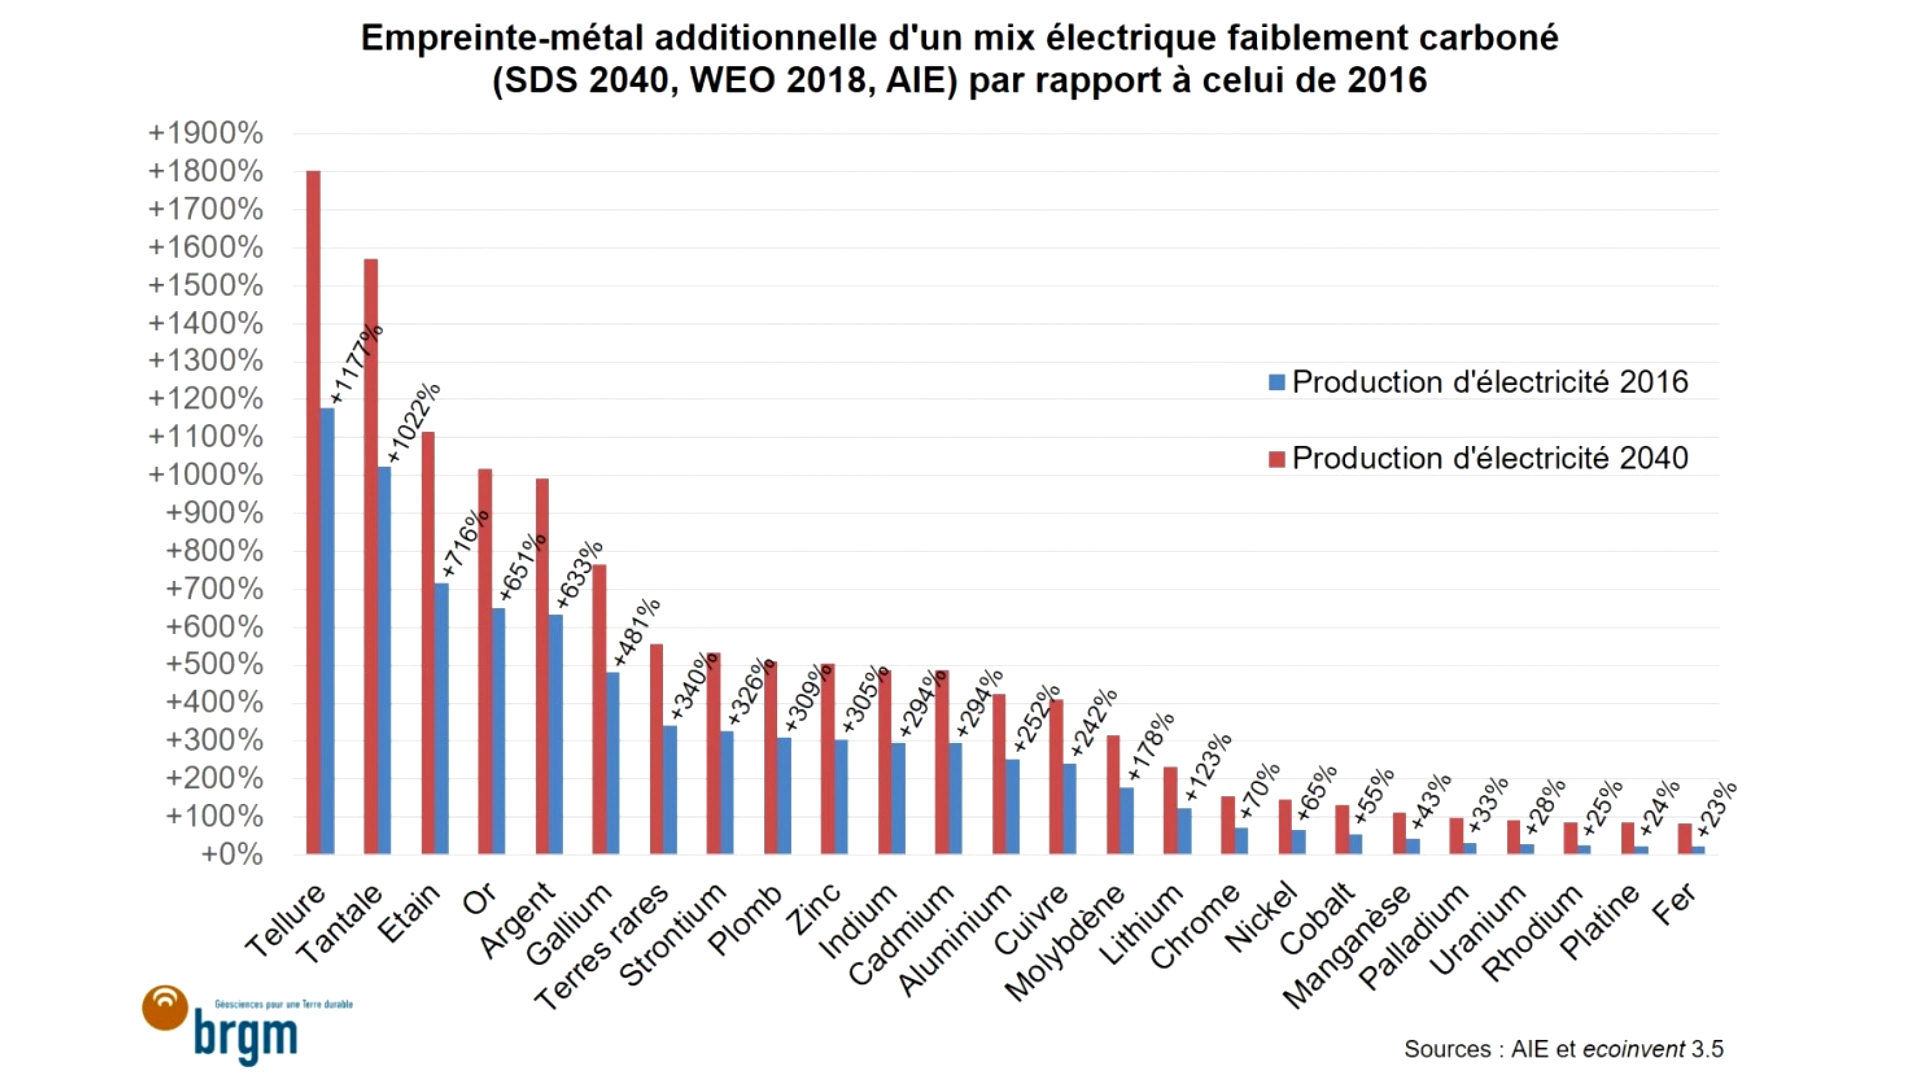 Empreinte-métal additionnelle d'un mix électrique faiblement carboné
(SDS 2040, WEO 2018, AIE) par rapport à celui de 2016
+1900%
+1800%
+1700%
+1600%
+1500%
+1400%
+1300%
+1200%
+1100%
+1000%
+900%
+800%
+700%
+600%
+500%
+400%
+300%
+200%
+100%
+0%
+1177%
+1022%
+716%
+651%
+633%
+481%
+340%
+326%
+309%
+305%
+294%
+294%
+252%
+242%
+178%
+123%
+70%
+65%
+55%
+43%
+33%
+28%
+25%
+24%
+23%
Production d'électricité 2016
Production d'électricité 2040
Tellure
Tantale
Etain
Or
Argent
Gallium
Terres rares
Strontium
Plomb
Zinc
Indium
Cadmium
Aluminium
Cuivre
Molybdène
Lithium
Chrome
Nickel
Cobalt
Manganèse
Palladium
Uranium
Rhodium
Platine
Fer
Géosciences pour une Terre durable
brgm
Sources : AIE et ecoinvent 3.5